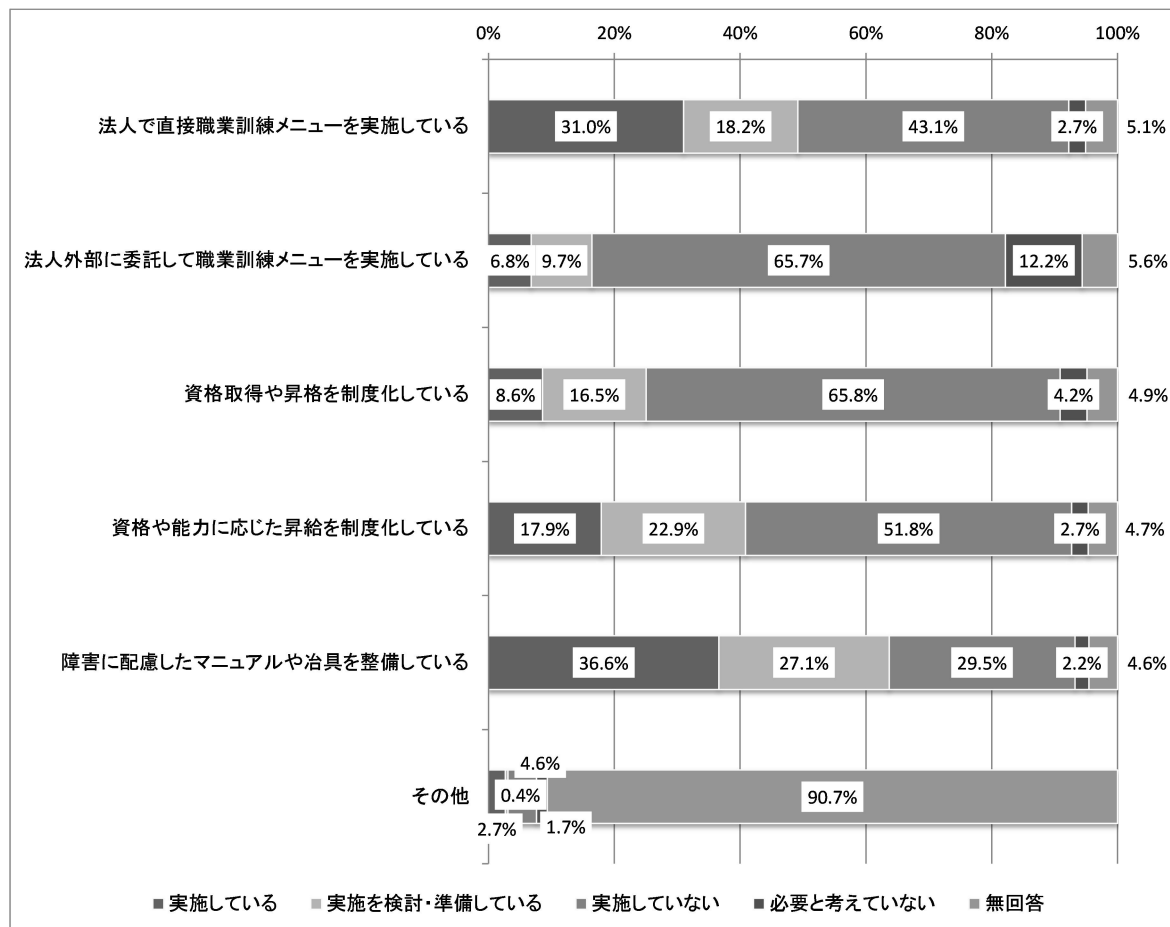 0% 20% 40% 60% 80% 100%
法人で直接職業訓練メニューを実施している 31.0% 18.2% 43.1% 2.7% 5.1%
法人外部に委託して職業訓練メニューを実施している 6.8% 9.7% 65.7% 12.2% 5.6%
資格取得や昇格を制度化している 8.6% 16.5% 65.8% 4.2% 4.9%
資格や能力に応じた昇給を制度化している 17.9% 22.9% 51.8% 2.7% 4.7%
障害に配慮したマニュアルや冶具を整備している 36.6% 27.1% 29.5% 2.2% 4.6%
4.6%
その他 0.4% 90.7%
2.7% 1.7%
実施している 実施を検討・準備している 実施していない 必要と考えていない 無回答